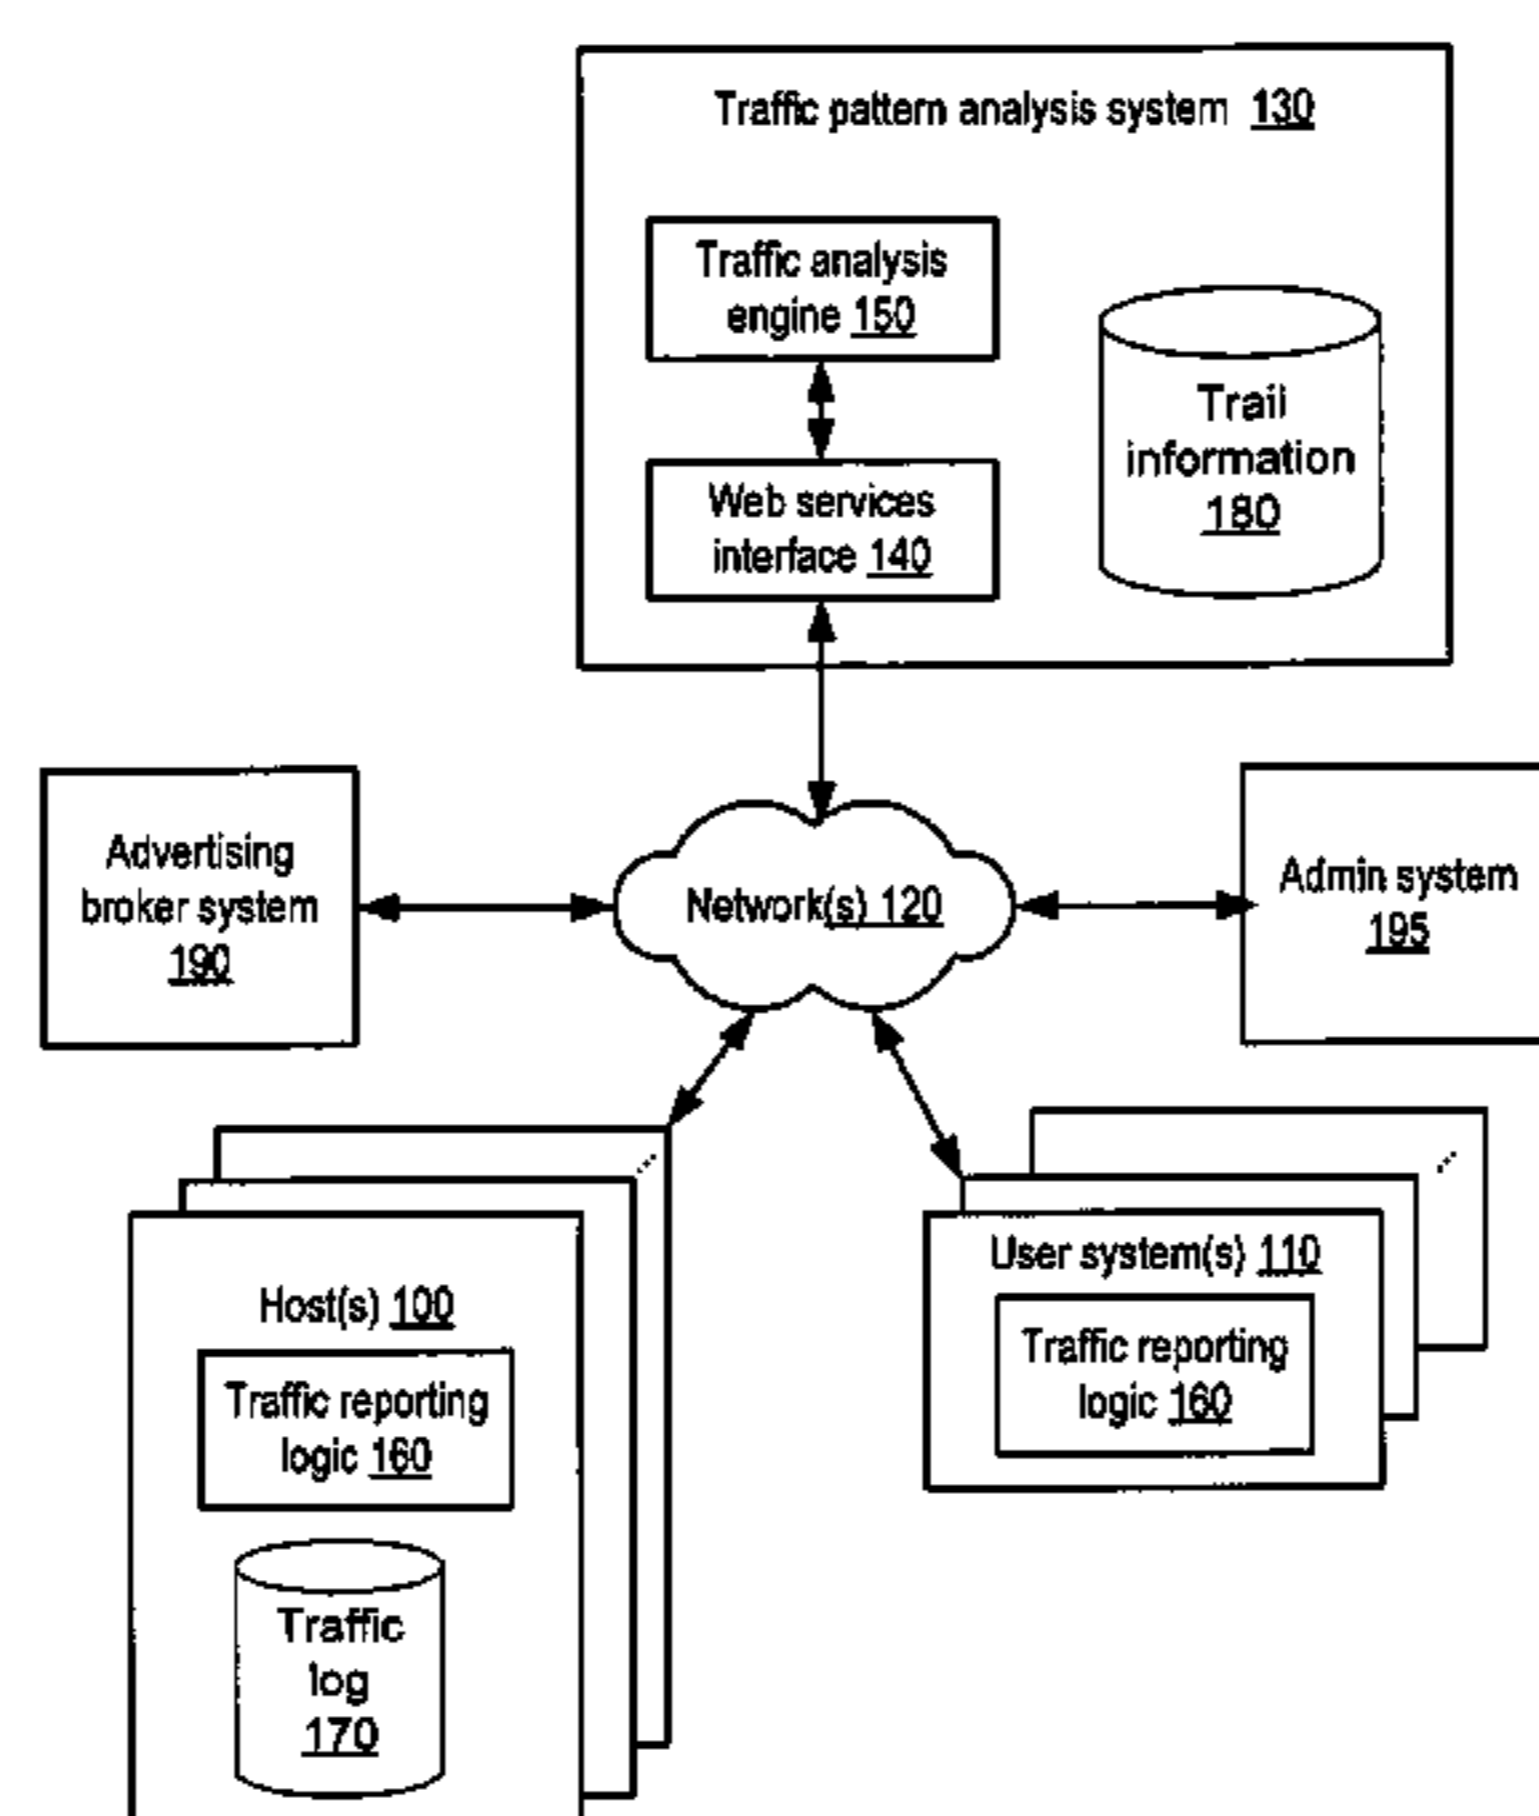 Traffic pattern analysis system 130
Traffic analysis
engine 150
Trail
information
180
Web services
interface 140
Advertising
broker system
190
Network(s) 120
Admin system
195
Host(s) 100
Traffic reporting
logic 160
Traffic
log
170
User system(s) 110
Traffic reporting
logic 160